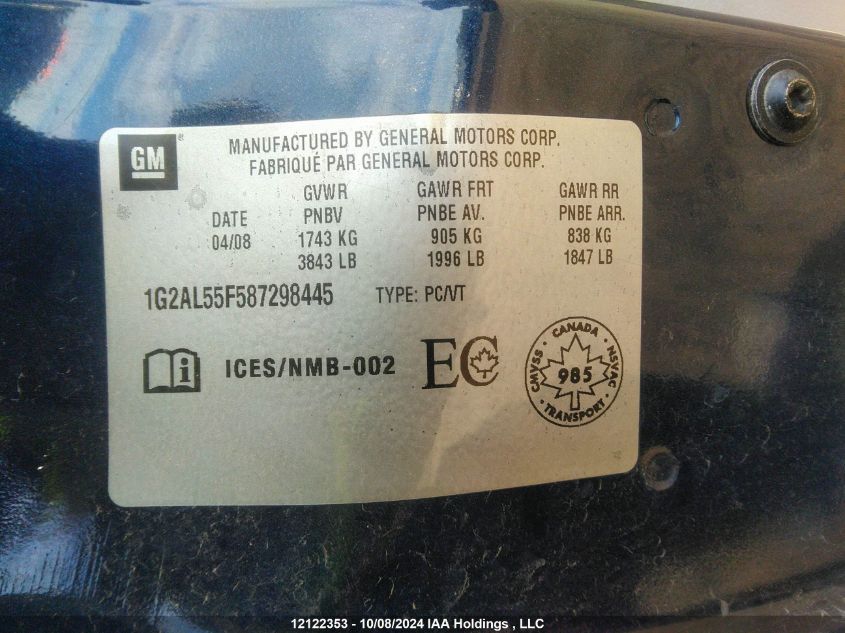 GM
MANUFACTURED BY GENERAL MOTORS CORP.
FABRIQUÉ PAR GENERAL MOTORS CORP.
GVWR GAWR FRT GAWR RR
DATE PNBV PNBE AV. PNBE ARR.
04/08 1743 KG 905 KG 838 KG
3843 LB 1996 LB 1847 LB
1G2AL55F587298445 TYPE: PC/VT
ICES/NMB-002 EC
CANADA
CMVSS 985 NSVAC
TRANSPORT
12122353 - 10/08/2024 IAA Holdings , LLC